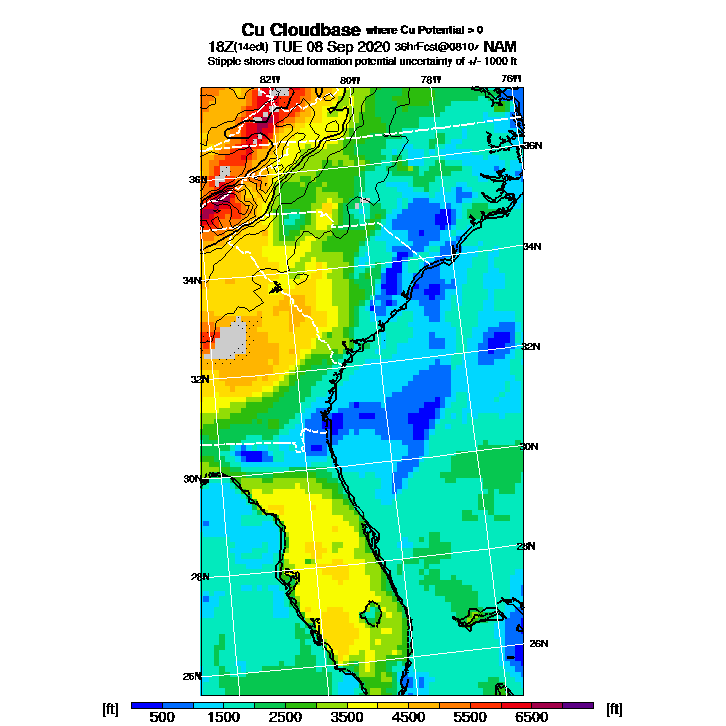 Cu Cloudbase where Cu Potential > 0
18Z(14edt) TUE 08 Sep 2020 36hrFcst@0810z NAM
Stipple shows cloud formation potential uncertainty of +/- 1000 ft
82W 80W 78W 76W
36N
36N
34N
34N
32N
32N
30N
30N
28N
28N
26N
26N
[ft] 500 1500 2500 3500 4500 5500 6500 [ft]